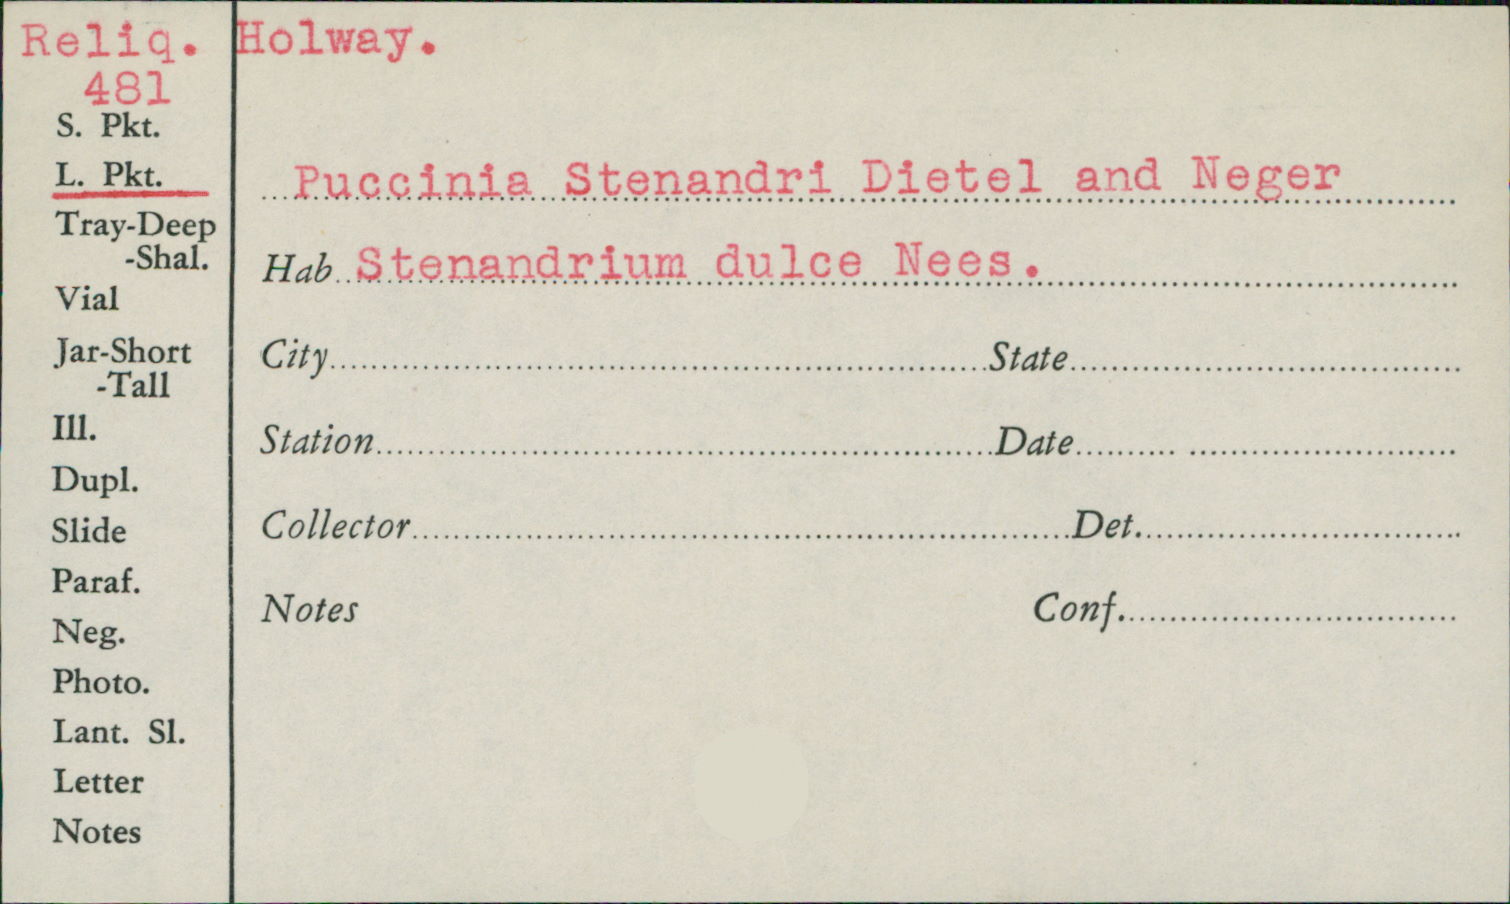 Reliq. Holway.
481
S. Pkt.
L. Pkt.
Tray-Deep
-Shal.
Vial
Jar-Short
-Tall
Ill.
Dupl.
Slide
Paraf.
Neg.
Photo.
Lant. Sl.
Letter
Notes
Puccinia Stenandri Dietel and Neger
Hab Stenandrium dulce Nees.
City State
Station Date
Collector Det.
Notes Conf.